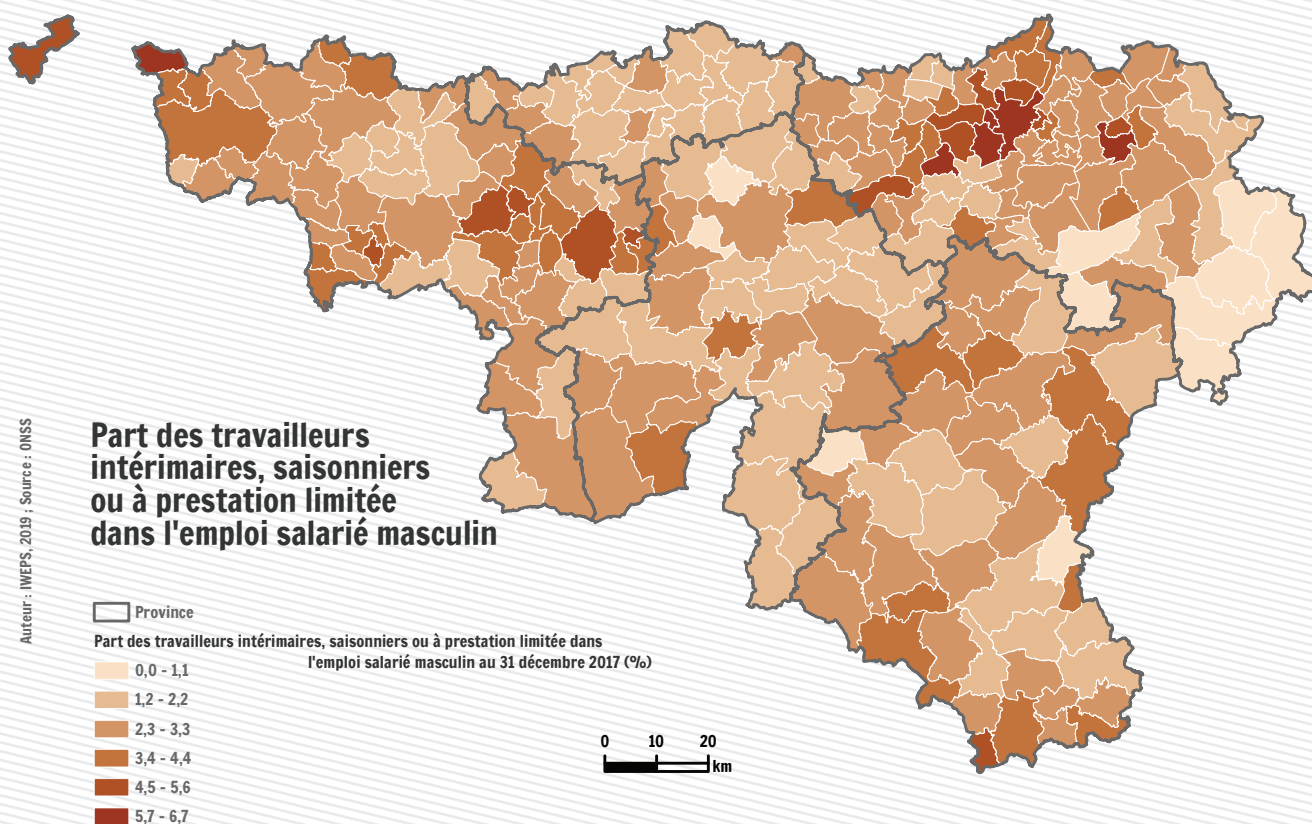 Part des travailleurs
intérimaires, saisonniers
ou à prestation limitée
dans l'emploi salarié masculin
Auteur : IWEPS, 2019 ; Source : ONSS
Province
Part des travailleurs intérimaires, saisonniers ou à prestation limitée dans
l'emploi salarié masculin au 31 décembre 2017 (%)
0,0 - 1,1
1,2 - 2,2
2,3 - 3,3
3,4 - 4,4
4,5 - 5,6
5,7 - 6,7
0 10 20
km